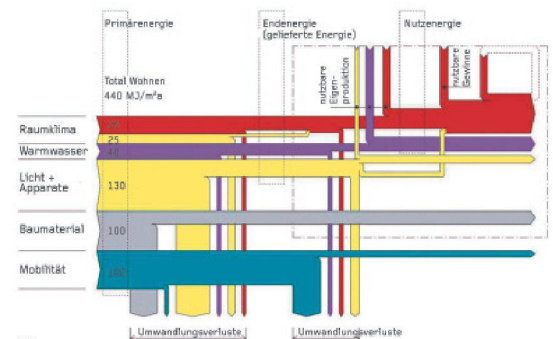 Primärenergie
Endenergie
(gelieferte Energie)
Nutzenergie
Total Wohnen
440 MJ/m²a
nutzbare
Eigen-
produktion
nutzbare
Gewinne
Raumklima
25
Warmwasser
Licht +
Apparate
130
Baumaterial
100
Mobilität
Umwandlungsverluste
Umwandlungsverluste